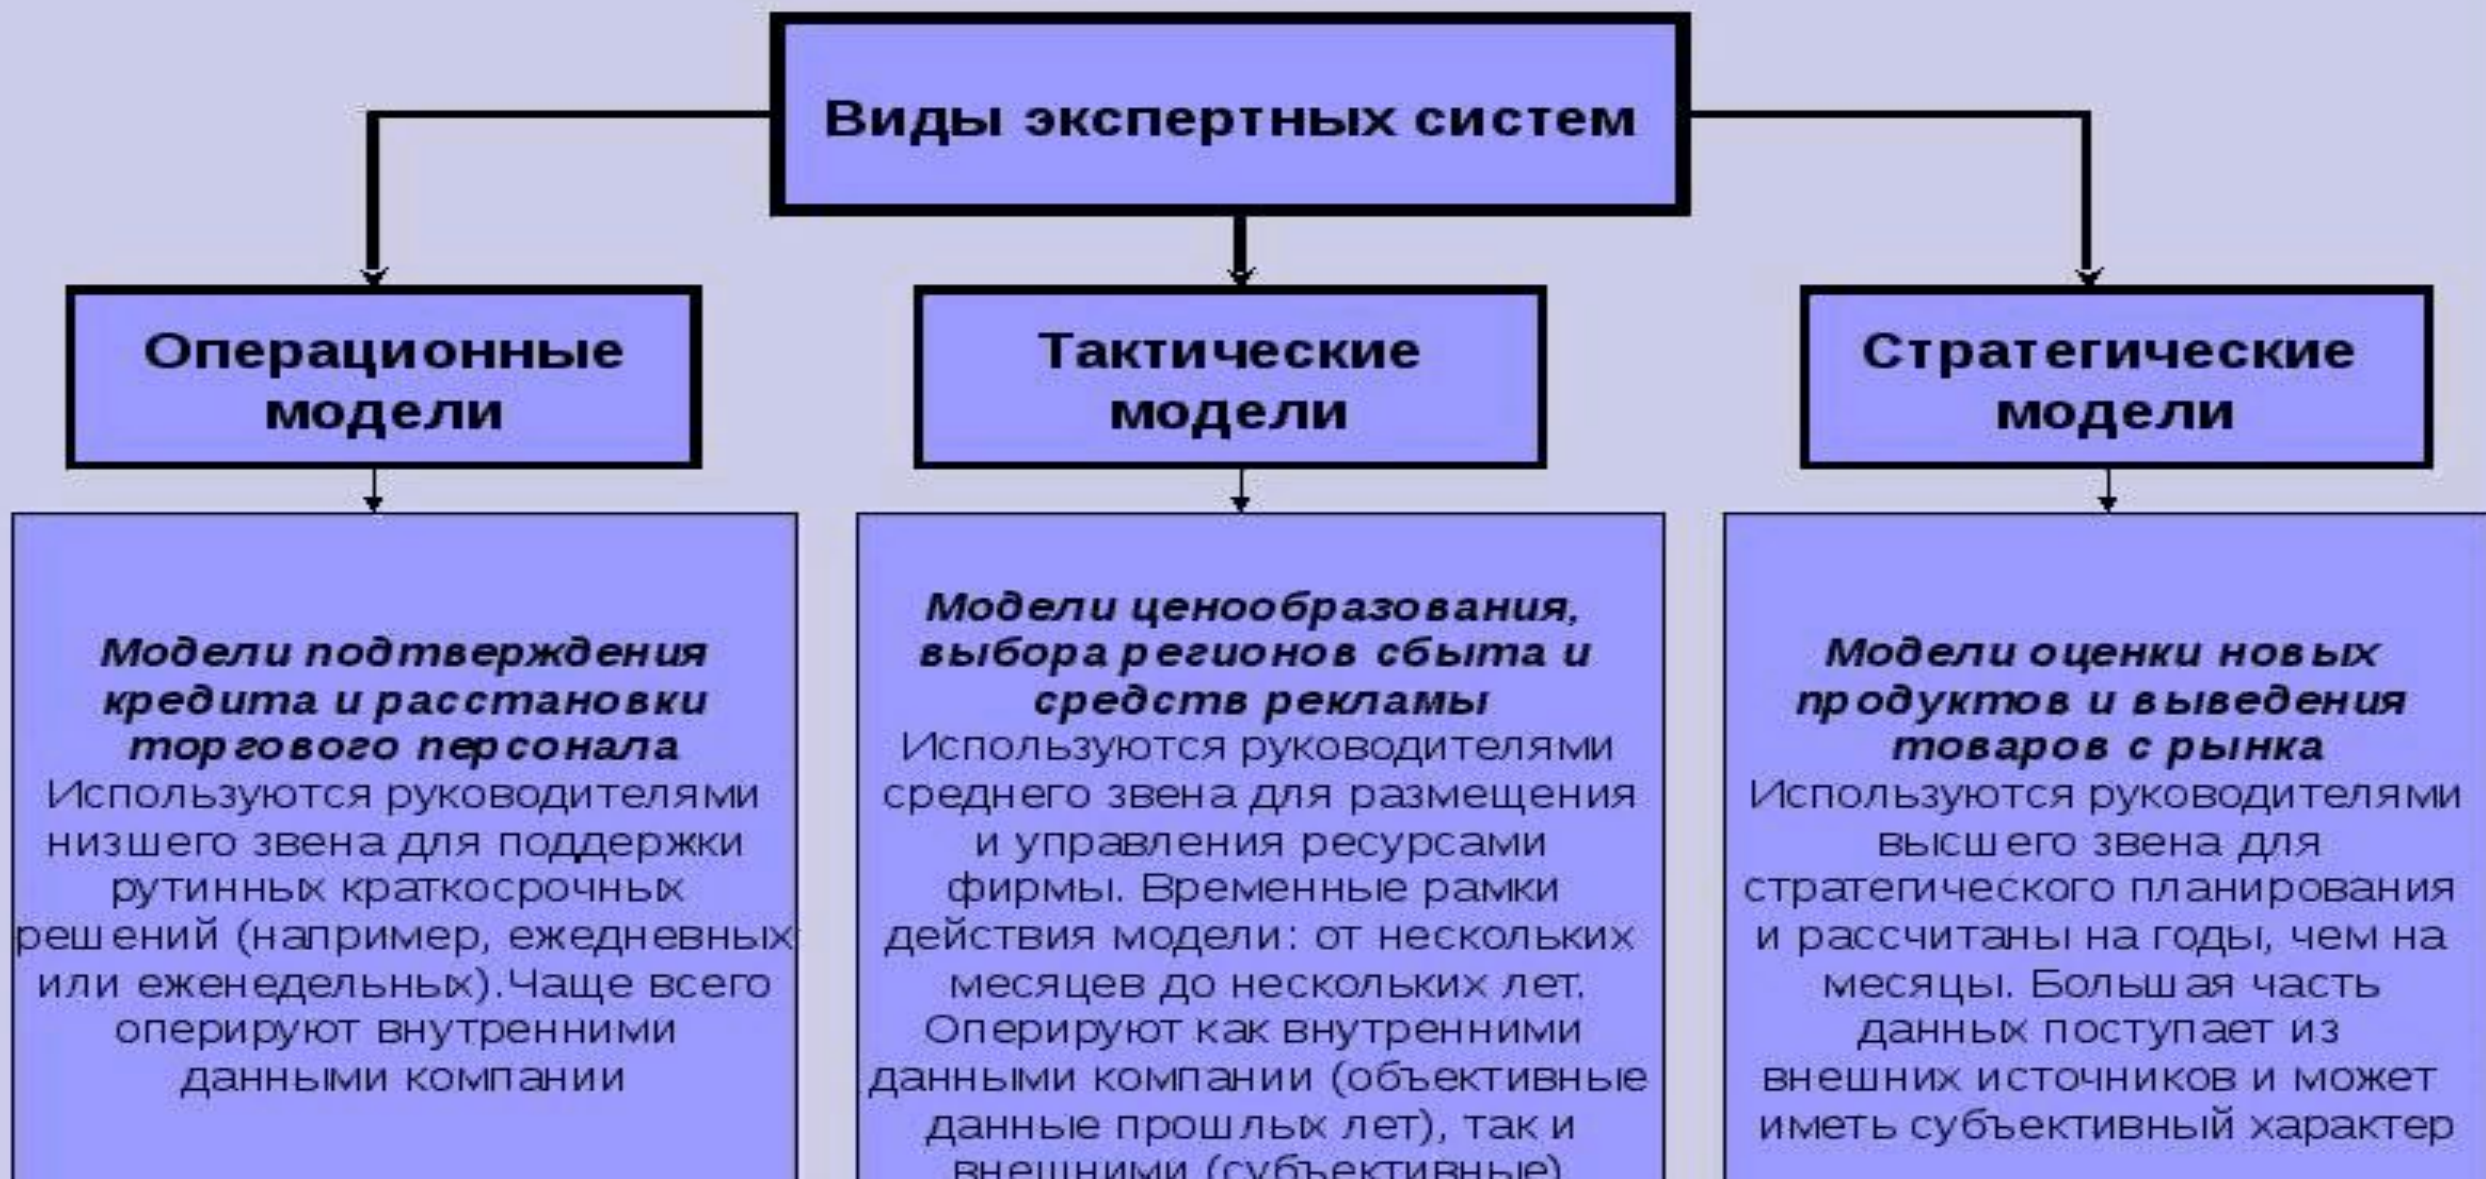 Виды экспертных систем
Операционные
модели
Тактические
модели
Стратегические
модели
Модели подтверждения
кредита и расстановки
торгового персонала
Используются руководителями
низшего звена для поддержки
рутинных краткосрочных
решений (например, ежедневных
или еженедельных).Чаще всего
оперируют внутренними
данными компании
Модели ценообразования,
выбора регионов сбыта и
средств рекламы
Используются руководителями
среднего звена для размещения
и управления ресурсами
фирмы. Временные рамки
действия модели: от нескольких
месяцев до нескольких лет.
Оперируют как внутренними
данными компании (объективные
данные прошлых лет), так и
внешними (субъективные)
Модели оценки новых
продуктов и выведения
товаров с рынка
Используются руководителями
высшего звена для
стратегического планирования
и рассчитаны на годы, чем на
месяцы. Большая часть
данных поступает из
внешних источников и может
иметь субъективный характер